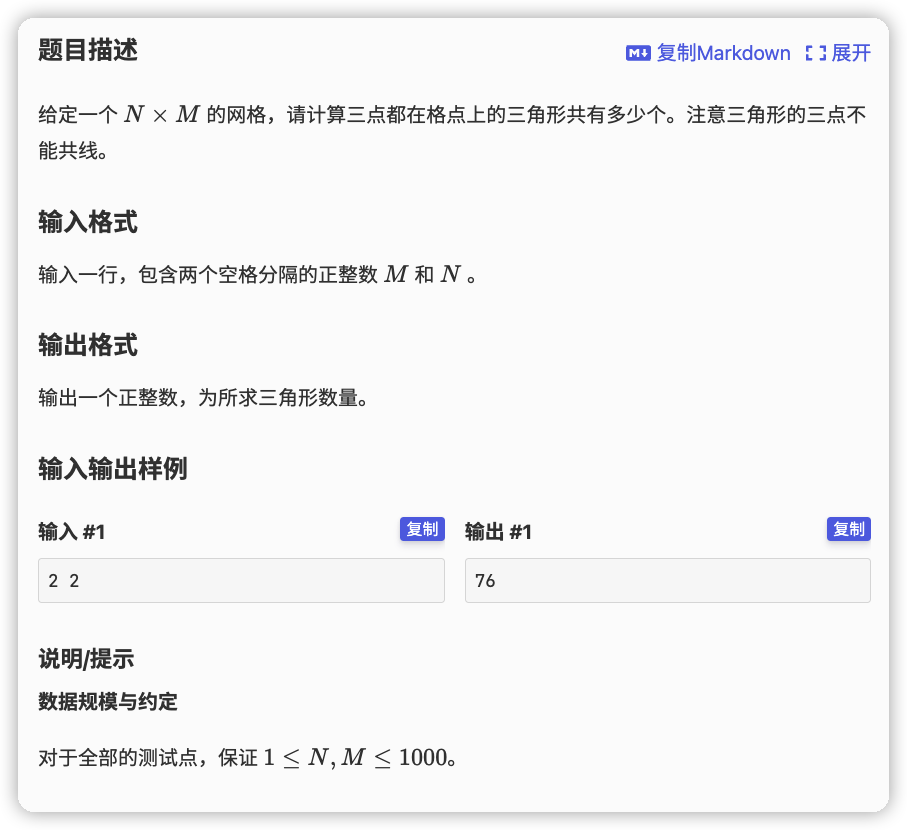 题目描述
复制Markdown 展开
给定一个 N × M 的网格，请计算三点都在格点上的三角形共有多少个。注意三角形的三点不
能共线。
输入格式
输入一行，包含两个空格分隔的正整数 M 和 N 。
输出格式
输出一个正整数，为所求三角形数量。
输入输出样例
输入 #1
复制
输出 #1
复制
2 2
76
说明/提示
数据规模与约定
对于全部的测试点，保证 1 ≤ N, M ≤ 1000。